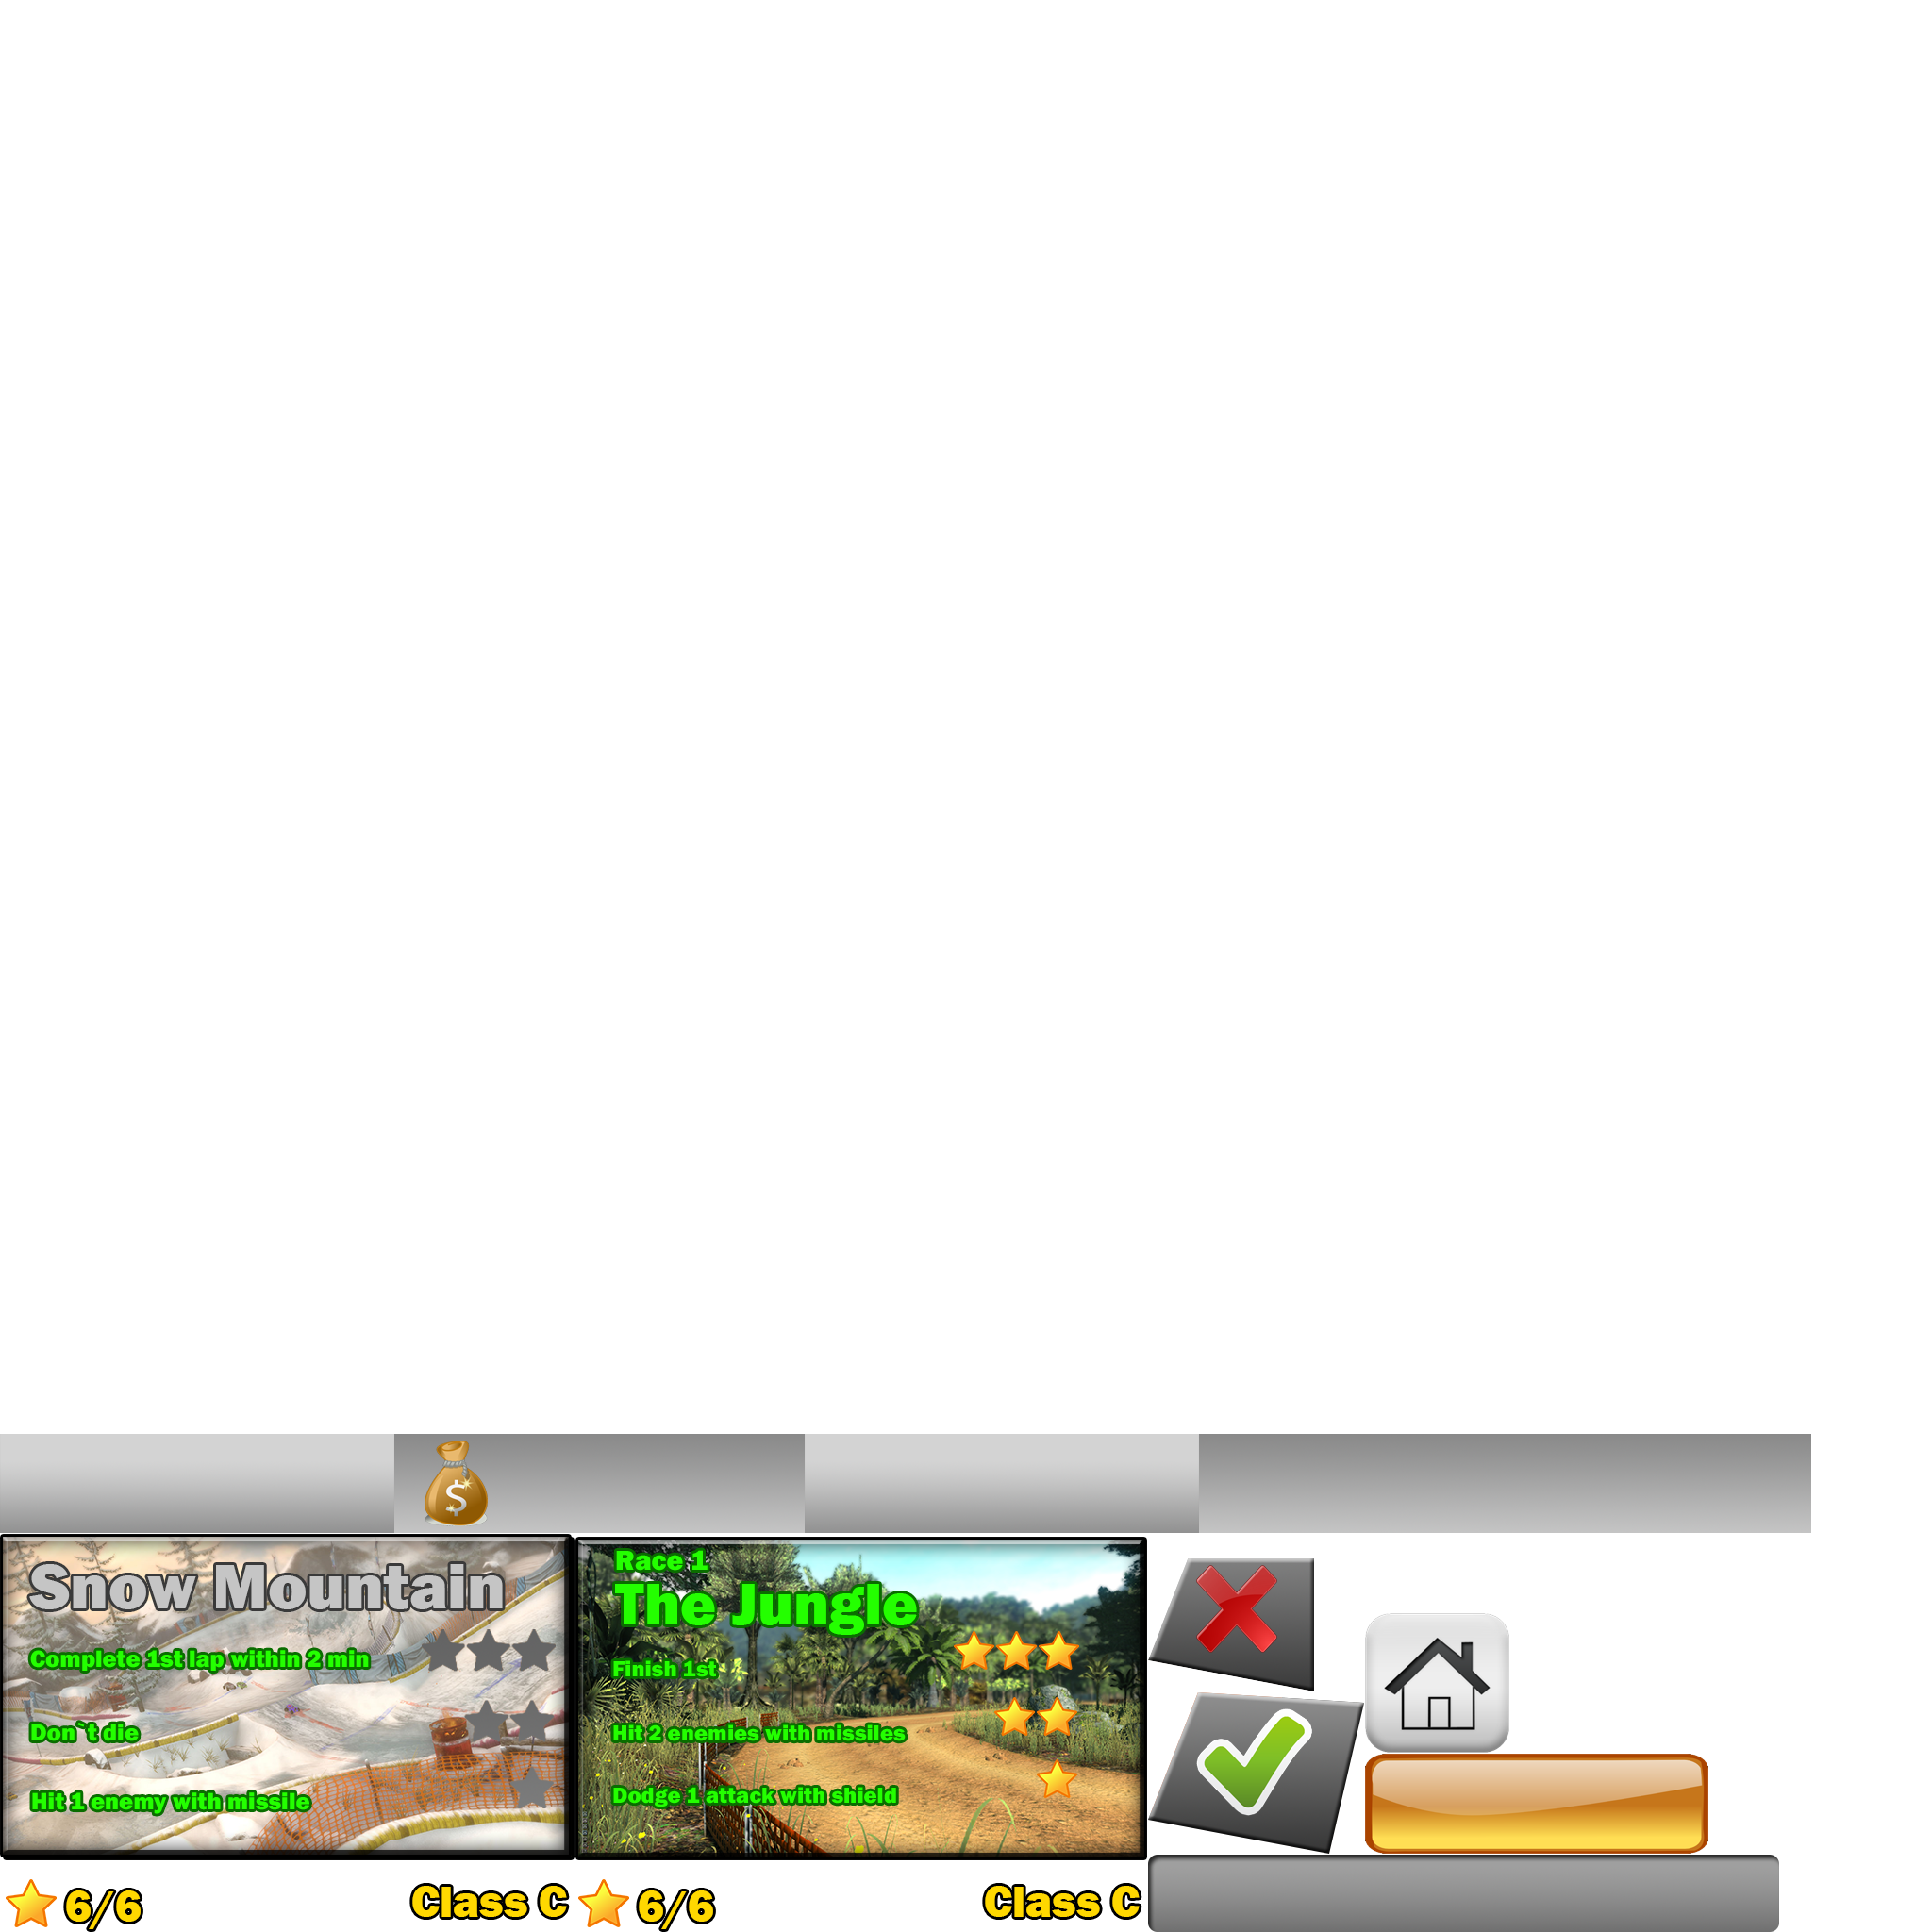 $
Snow Mountain
Complete 1st lap within 2 min
Don`t die
Hit 1 enemy with missile
6/6
Class C
Race 1
The Jungle
Finish 1st
Hit 2 enemies with missiles
Dodge 1 attack with shield
6/6
Class C